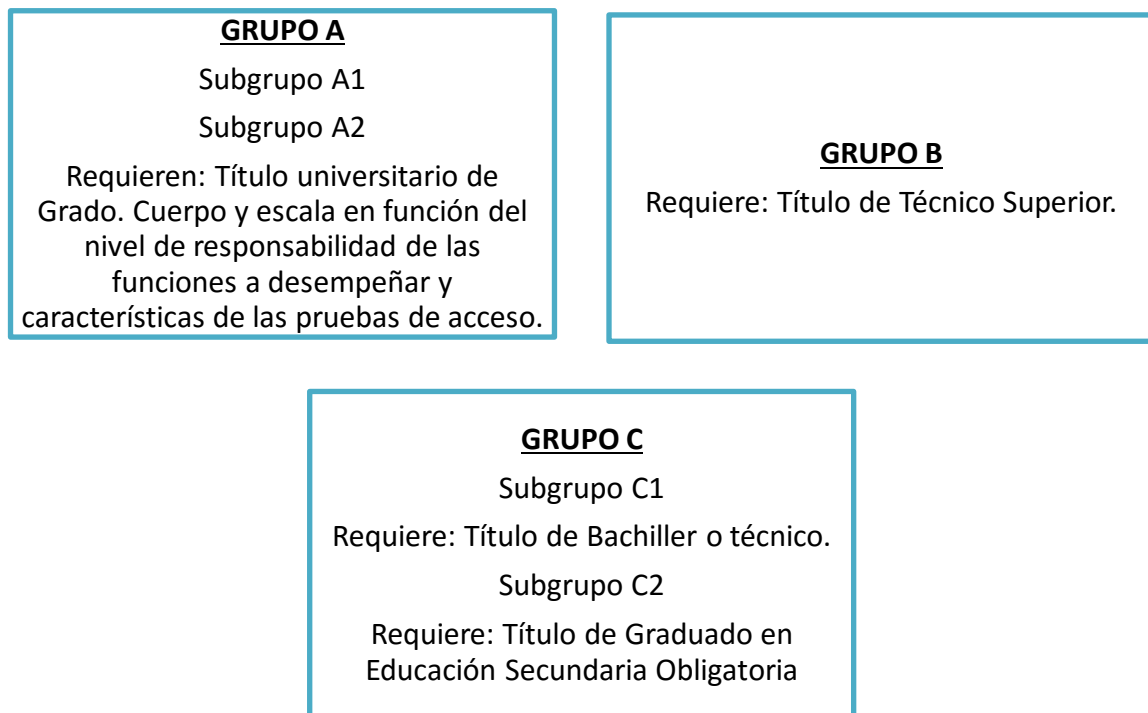 GRUPO A
Subgrupo A1
Subgrupo A2
Requieren: Título universitario de
Grado. Cuerpo y escala en función del
nivel de responsabilidad de las
funciones a desempeñar y
características de las pruebas de acceso.
GRUPO B
Requiere: Título de Técnico Superior.
GRUPO C
Subgrupo C1
Requiere: Título de Bachiller o técnico.
Subgrupo C2
Requiere: Título de Graduado en
Educación Secundaria Obligatoria